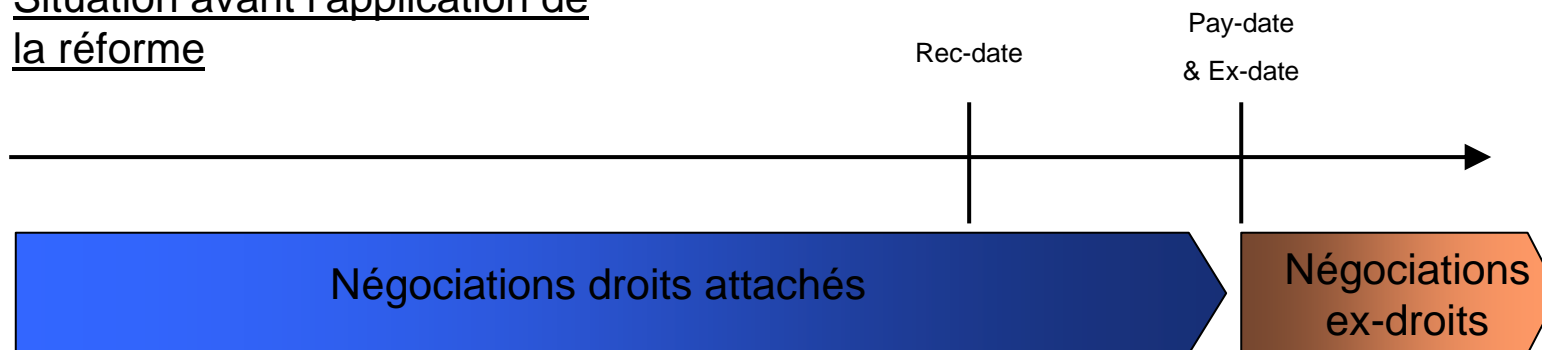 Situation avant l'application de
la réforme
Rec-date
Pay-date
& Ex-date
Négociations droits attachés
Négociations
ex-droits